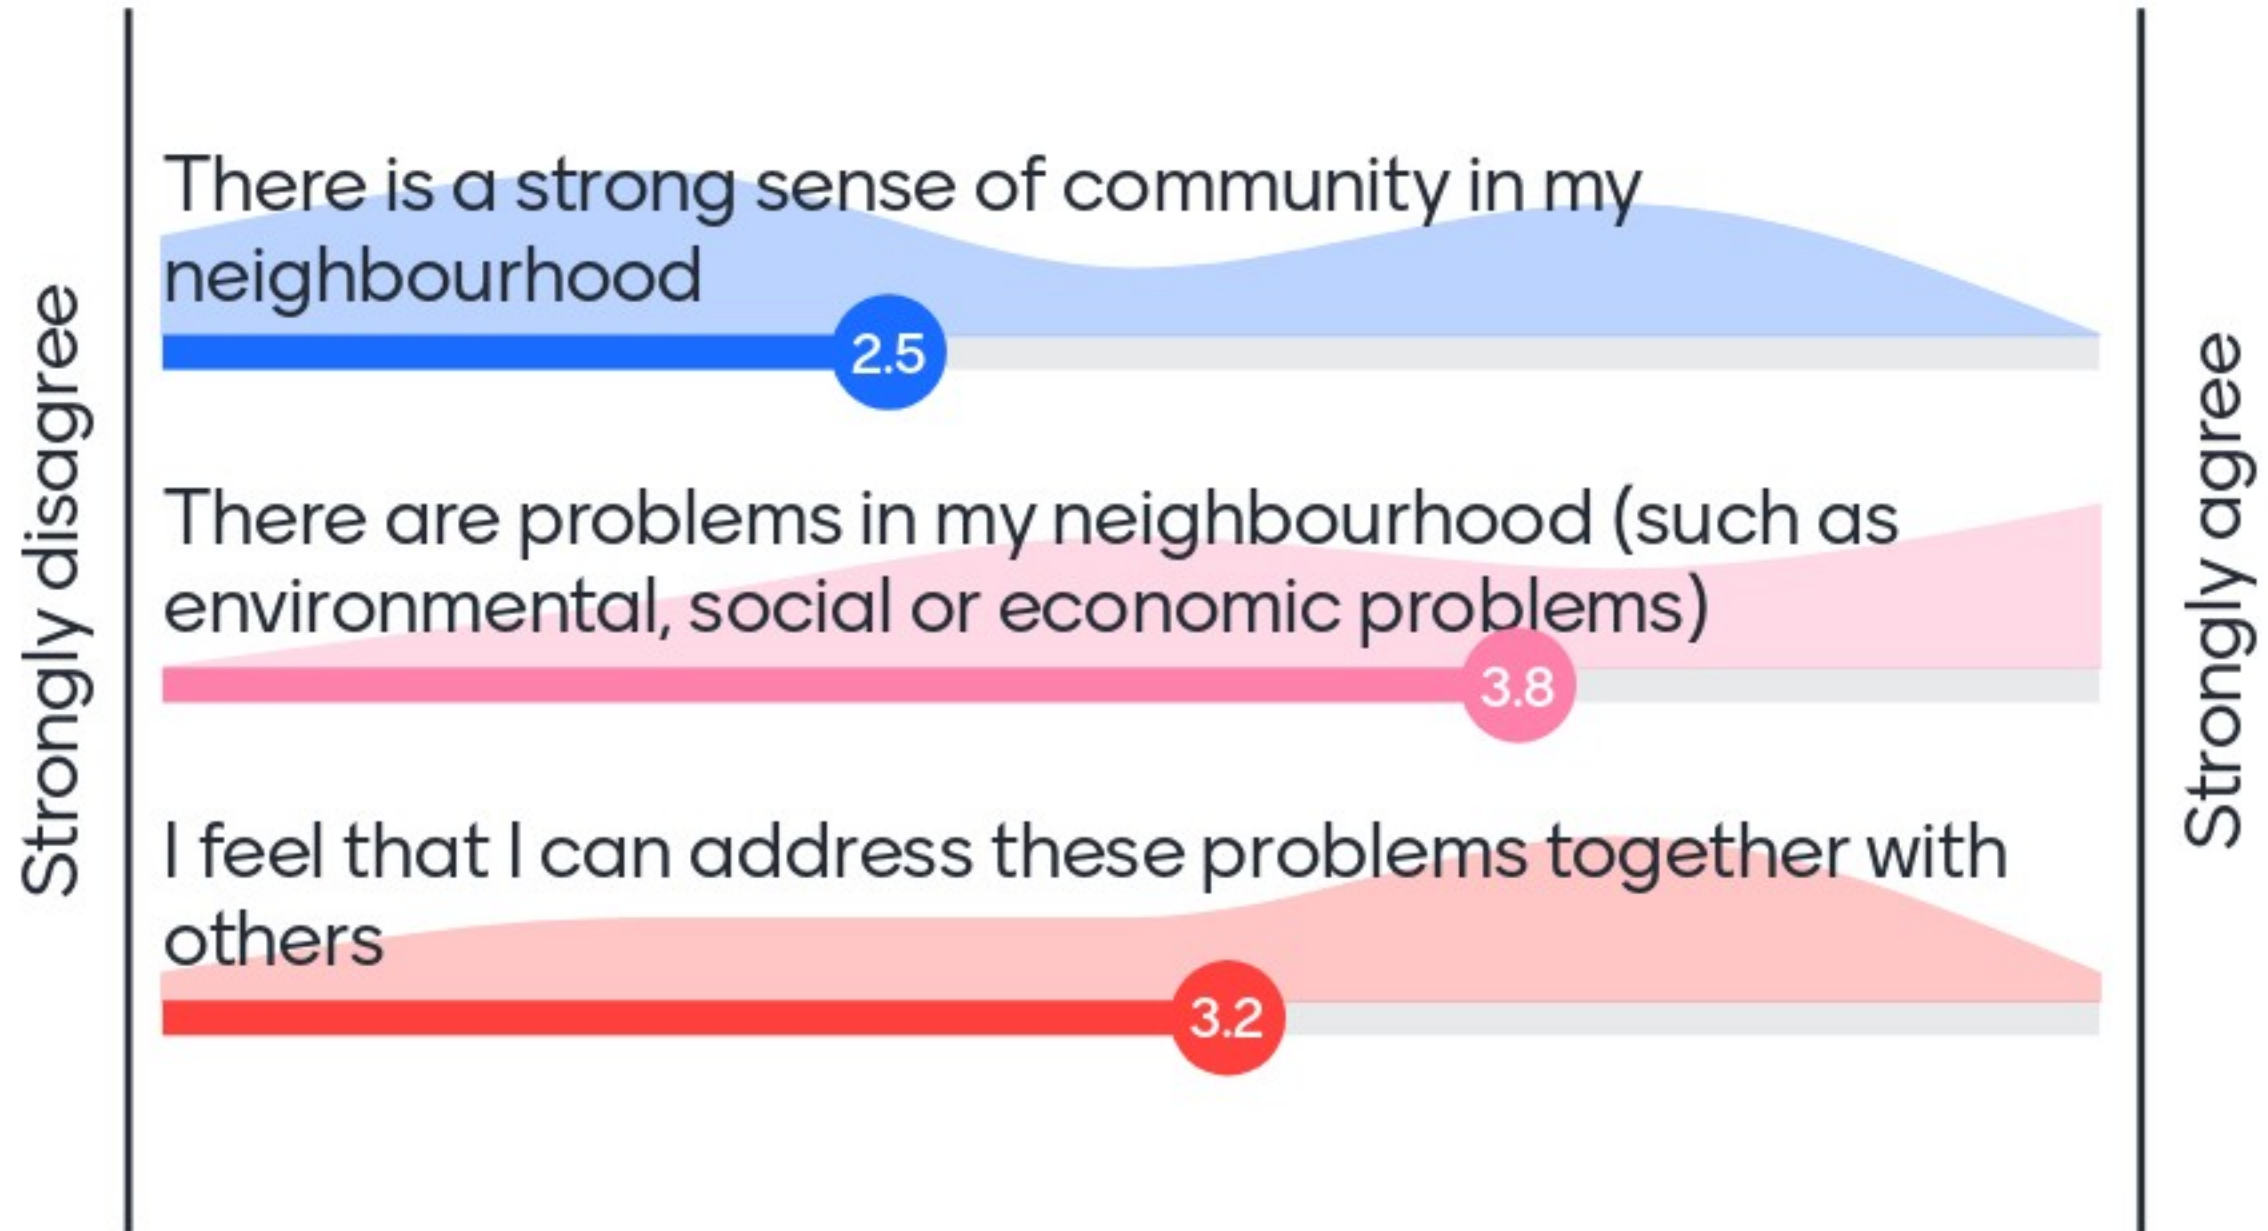 Strongly disagree
There is a strong sense of community in my
neighbourhood
2.5
There are problems in my neighbourhood (such as
environmental, social or economic problems)
3.8
I feel that I can address these problems together with
others
3.2
Strongly agree